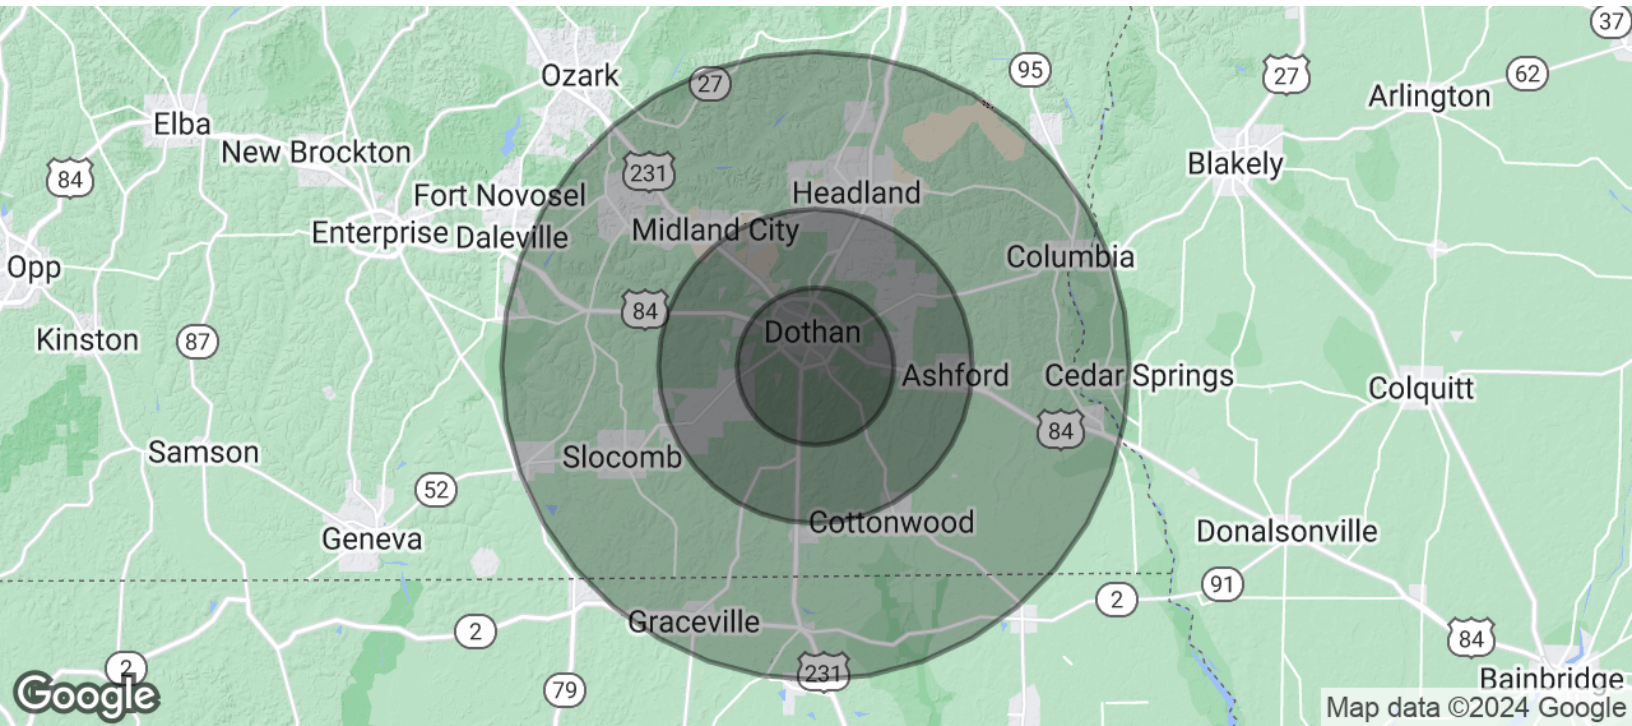 37
Ozark
27
95
27
62
Arlington
Elba
New Brockton
84
231
Blakely
Fort Novosel
Headland
Enterprise
Daleville
Midland City
Opp
Columbia
84
Kinston
87
Dothan
Ashford
Cedar Springs
Colquitt
84
Samson
Slocomb
52
Geneva
Cottonwood
Donalsonville
91
2
2
Graceville
84
2
231
79
Bainbridge
Google
Map data ©2024 Google